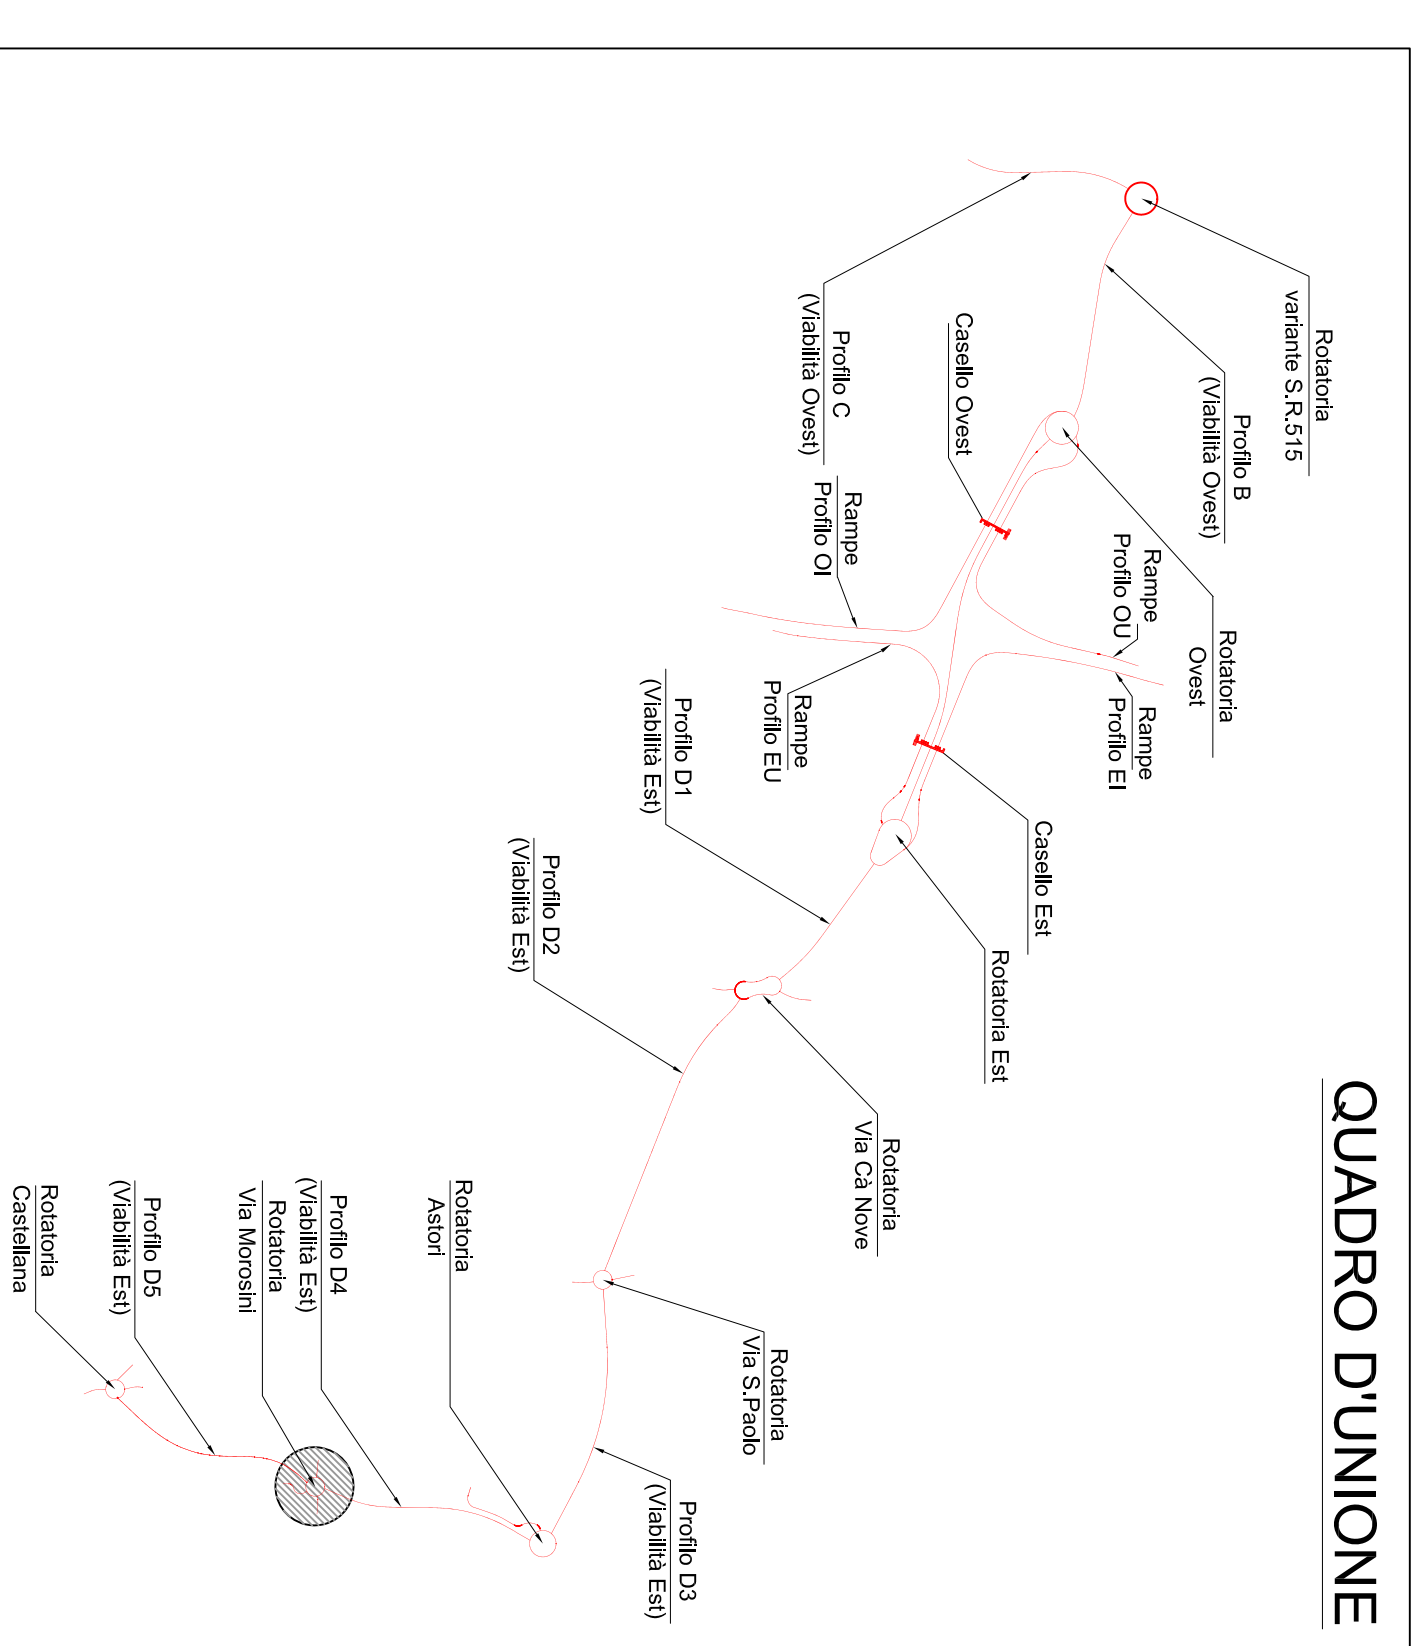 QUADRO D'UNIONE
Rotatoria
variante S.R.515
Profilo B
(Viabilità Ovest)
Rotatoria
Ovest
Rampe
Profilo OU
Rampe
Profilo EI
Casello Ovest
Profilo C
(Viabilità Ovest)
Rampe
Profilo OI
Rampe
Profilo EU
Casello Est
Rotatoria Est
Profilo D1
(Viabilità Est)
Profilo D2
(Viabilità Est)
Rotatoria
Via Cà Nove
Rotatoria
Via S.Paolo
Profilo D3
(Viabilità Est)
Rotatoria
Astori
Profilo D4
(Viabilità Est)
Rotatoria
Via Morosini
Profilo D5
(Viabilità Est)
Rotatoria
Castellana